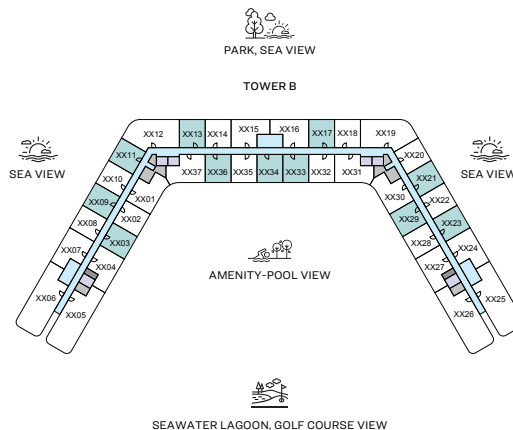 PARK, SEA VIEW
TOWER B
XX12
XX13
XX14
XX15
XX16
XX17
XX18
XX19
SEA VIEW
XX11
XX37
XX36
XX35
XX34
XX33
XX32
XX31
XX20
SEA VIEW
XX10
XX01
XX30
XX21
XX09
XX02
XX29
XX22
XX08
XX03
XX28
XX23
XX07
XX04
XX27
XX24
AMENITY-POOL VIEW
XX06
XX05
XX26
XX25
SEAWATER LAGOON, GOLF COURSE VIEW